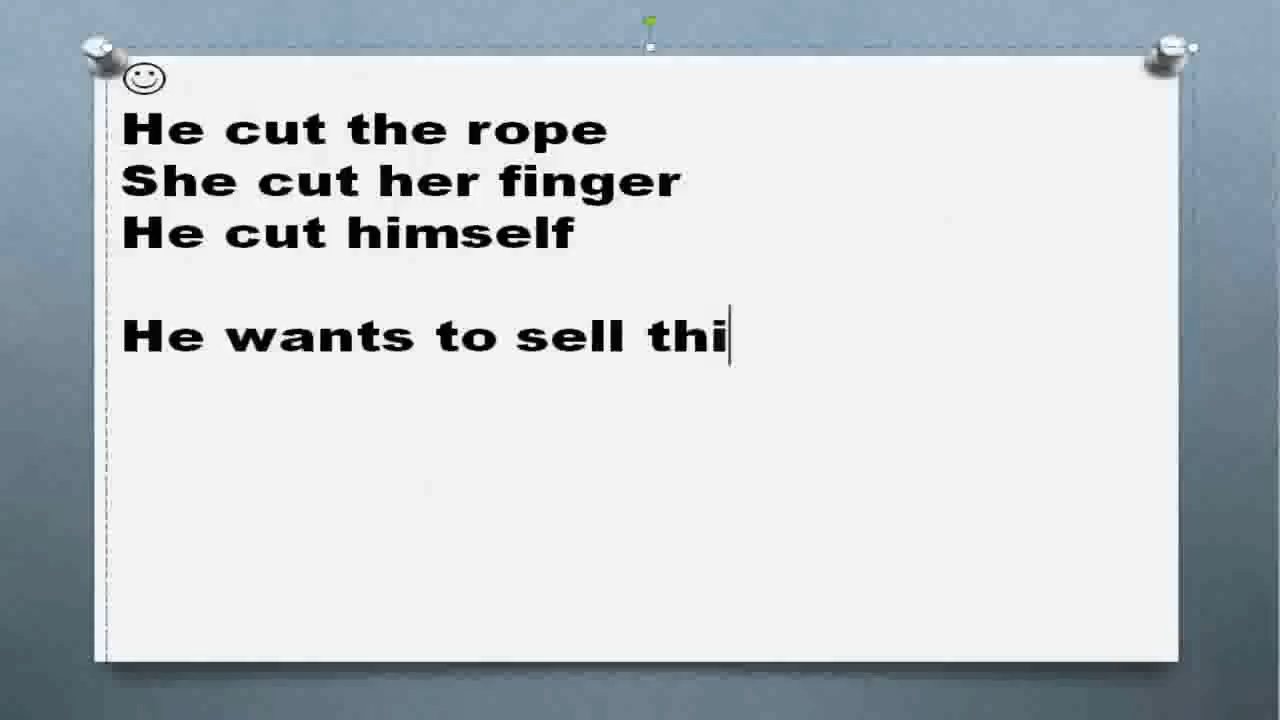 He cut the rope
She cut her finger
He cut himself
He wants to sell thi